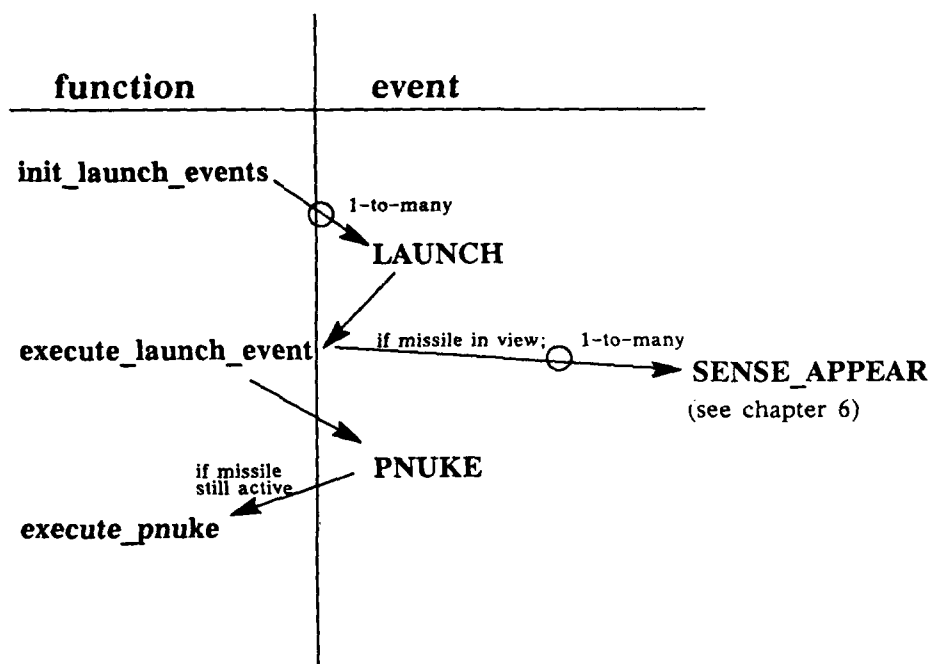 function
event
init_launch_events
1-to-many
LAUNCH
execute_launch_event
if missile in view;
1-to-many
SENSE_APPEAR
(see chapter 6)
PNUKE
if missile
still active
execute_pnuke